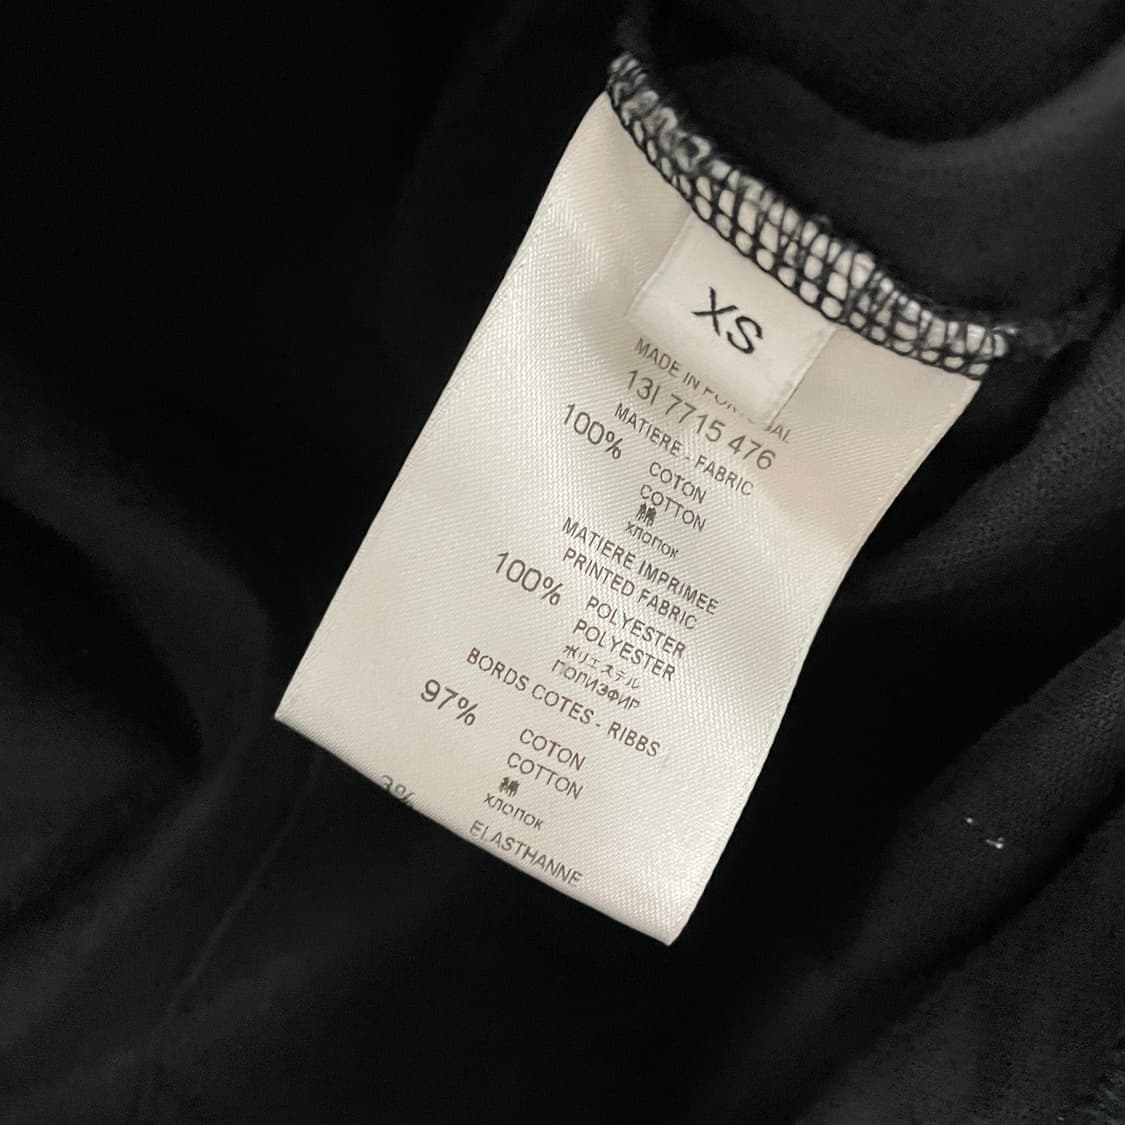 XS
MADE IN PORTUGAL
13I 7715 476
MATIERE - FABRIC
100% COTON
COTTON
綿
хлопок
MATIERE IMPRIMEE
PRINTED FABRIC
100% POLYESTER
POLYESTER
ポリエステル
ПОЛИЭФИР
BORDS COTES - RIBBS
97% COTON
COTTON
綿
хлопок
3% ELASTHANNE